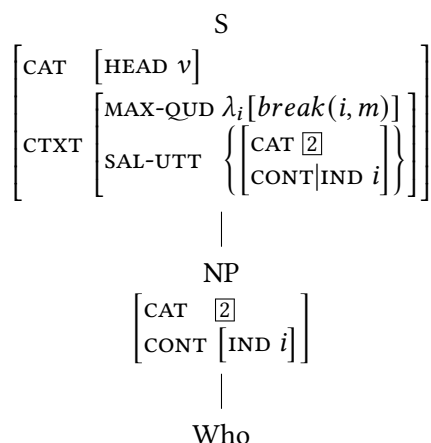 S
CAT [HEAD v]
CTXT [MAX-QUD λi[break(i, m)]
SAL-UTT {[CAT 2
CONT|IND i]}]
NP
[CAT 2
CONT [IND i]]
Who